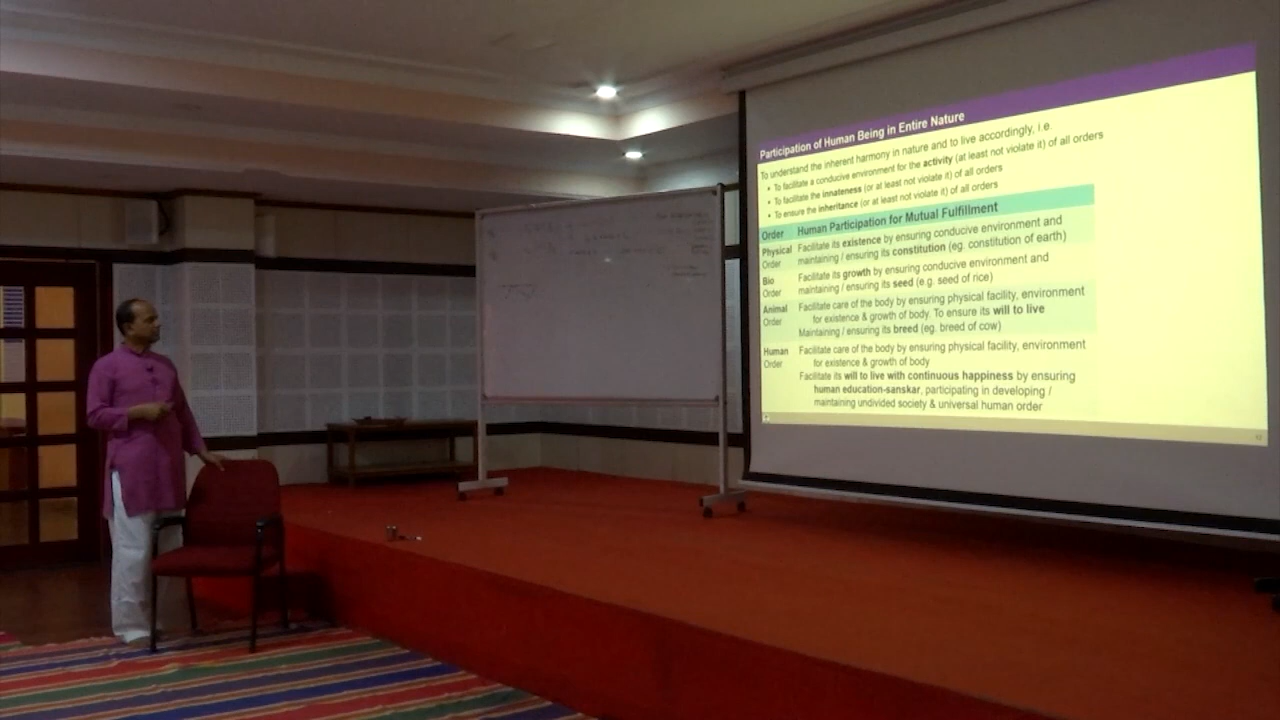 Participation of Human Being in Entire Nature
To understand the inherent harmony in nature and to live accordingly, i.e.
• To facilitate a conducive environment for the activity (at least not violate it) of all orders
• To facilitate the innateness (or at least not violate it) of all orders
• To ensure the inheritance (or at least not violate it) of all orders
Order Human Participation for Mutual Fulfillment
Physical Facilitate its existence by ensuring conducive environment and
Order maintaining / ensuring its constitution (eg. constitution of earth)
Bio Facilitate its growth by ensuring conducive environment and
Order maintaining / ensuring its seed (e.g. seed of rice)
Animal Facilitate care of the body by ensuring physical facility, environment
Order for existence & growth of body. To ensure its will to live
Maintaining / ensuring its breed (eg. breed of cow)
Human Facilitate care of the body by ensuring physical facility, environment
Order for existence & growth of body
Facilitate its will to live with continuous happiness by ensuring
human education-sanskar, participating in developing /
maintaining undivided society & universal human order